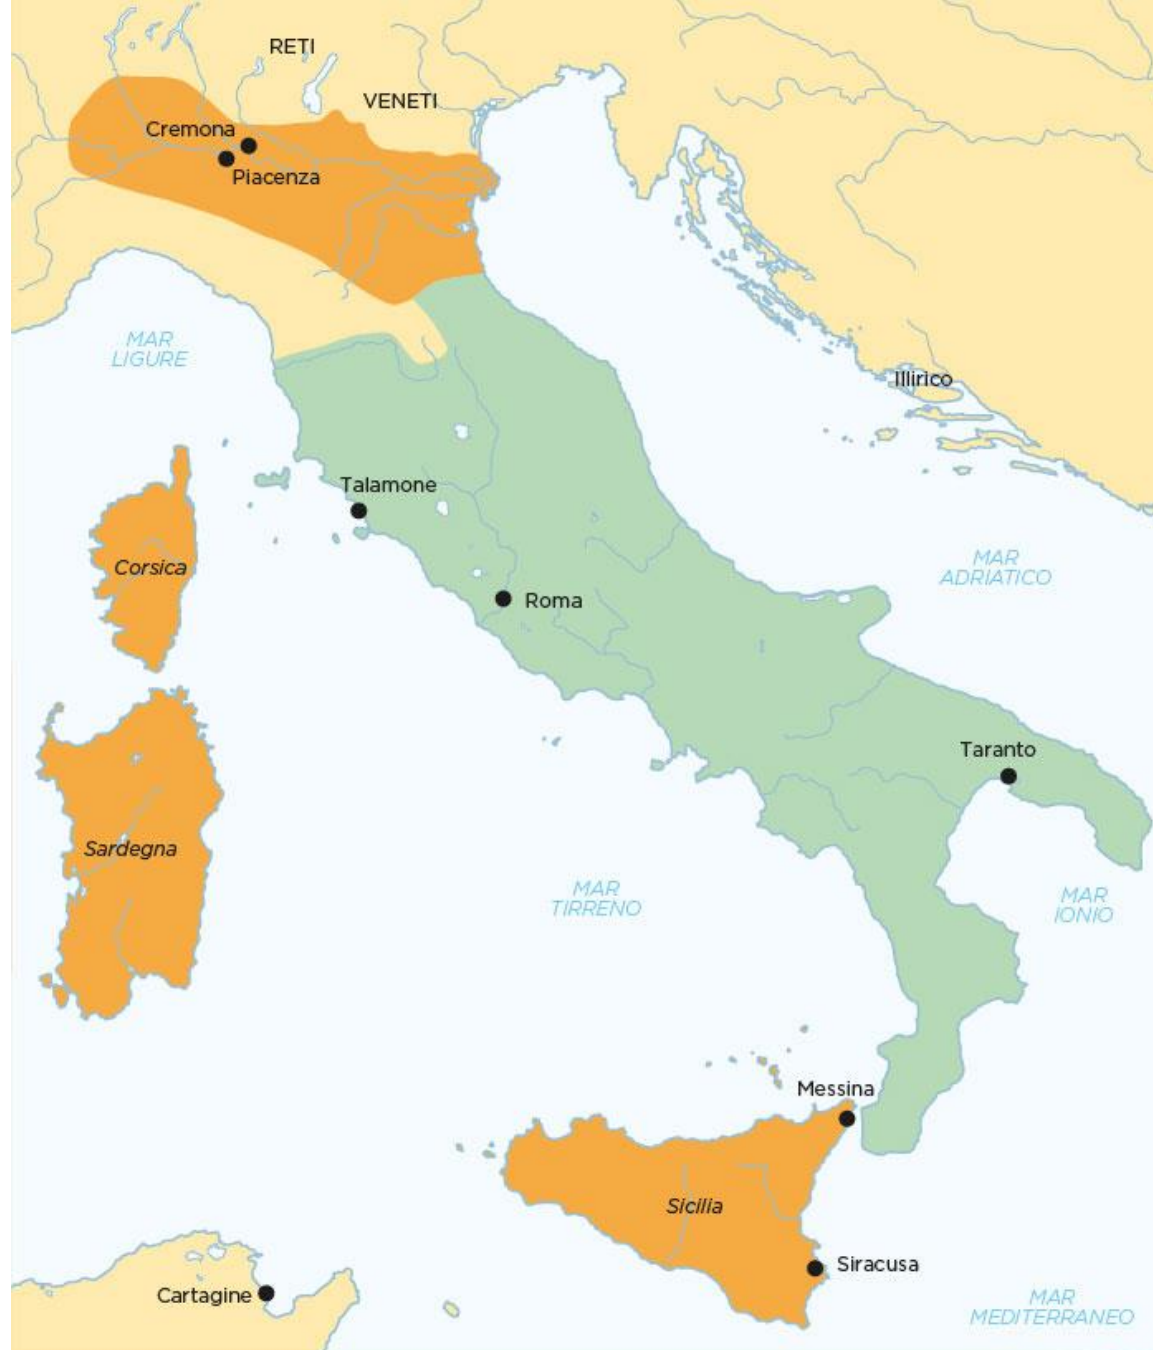 RETI
VENETI
Cremona
Piacenza
MAR
LIGURE
Illirico
Talamone
Corsica
MAR
ADRIATICO
Roma
Taranto
Sardegna
MAR
TIRRENO
MAR
IONIO
Messina
Sicilia
Siracusa
Cartagine
MAR
MEDITERRANEO